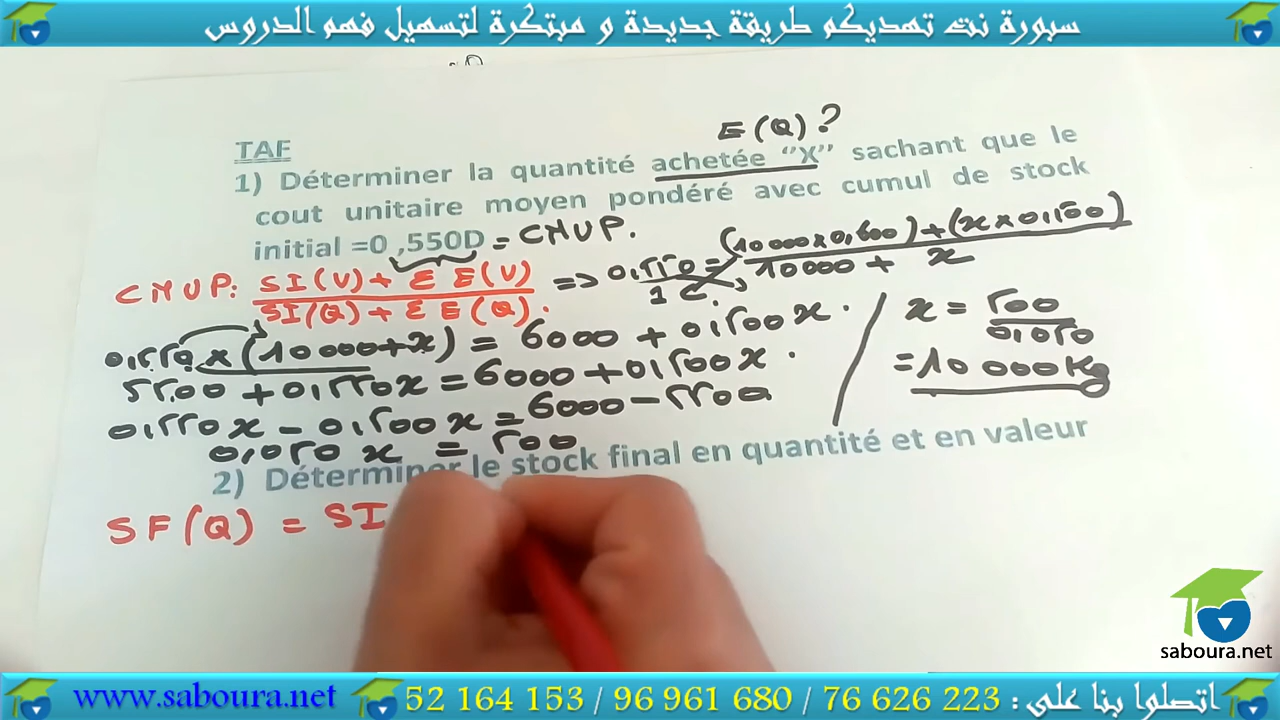 سبورة نت تهديكم طريقة جديدة و مبتكرة لتسهيل فهم الدروس
E(Q)?
TAF
1) Déterminer la quantité achetée "X" sachant que le
cout unitaire moyen pondéré avec cumul de stock
initial =0 ,550D = CMUP.
CMUP: SI(V) + Σ E(V) / SI(Q) + Σ E(Q). => 0,550 / 1 = (10000 x 0,600) + (x x 0,500) / 10000 + x
0,550 x (10000 + x) = 6000 + 0,500 x.
5500 + 0,550 x = 6000 + 0,500 x.
0,550 x - 0,500 x = 6000 - 5500
0,050 x = 500
x = 500 / 0,050
= 10 000 Kg
2) Déterminer le stock final en quantité et en valeur
SF(Q) = SI
saboura.net
www.saboura.net
52 164 153 / 96 961 680 / 76 626 223 : اتصلوا بنا على